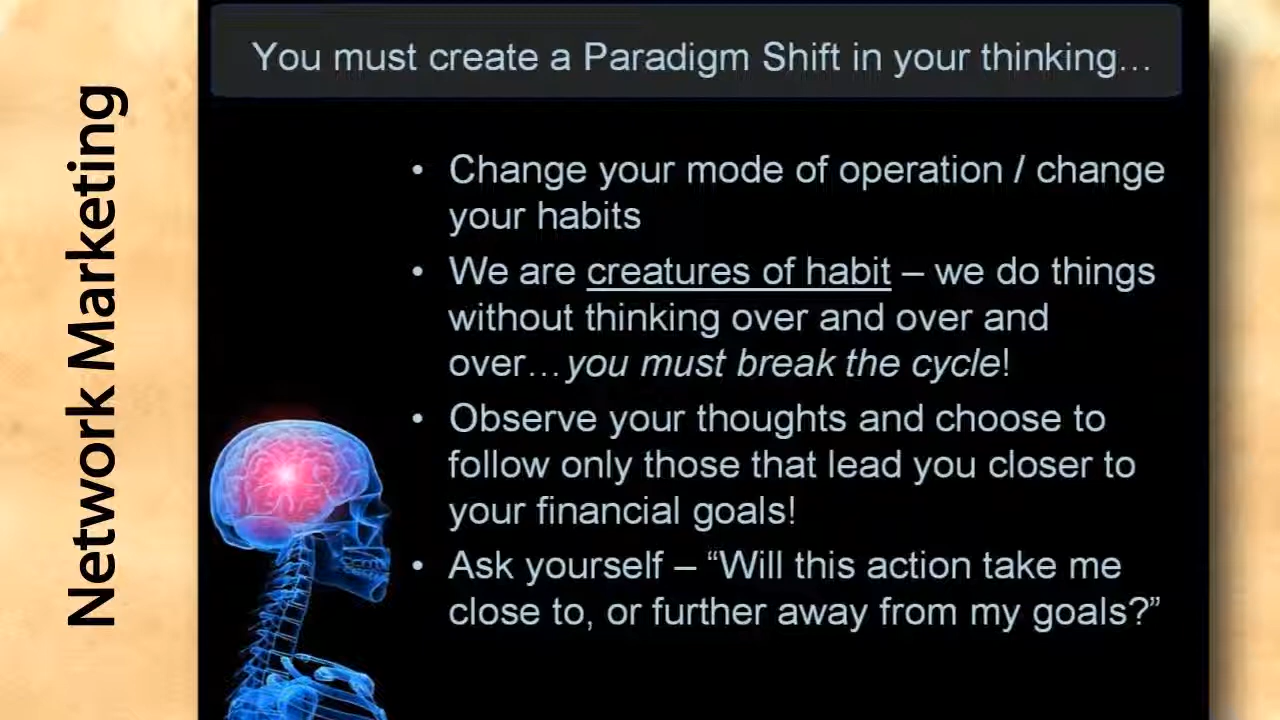 Network Marketing
You must create a Paradigm Shift in your thinking…
• Change your mode of operation / change
your habits
• We are creatures of habit – we do things
without thinking over and over and
over…you must break the cycle!
• Observe your thoughts and choose to
follow only those that lead you closer to
your financial goals!
• Ask yourself – “Will this action take me
close to, or further away from my goals?”